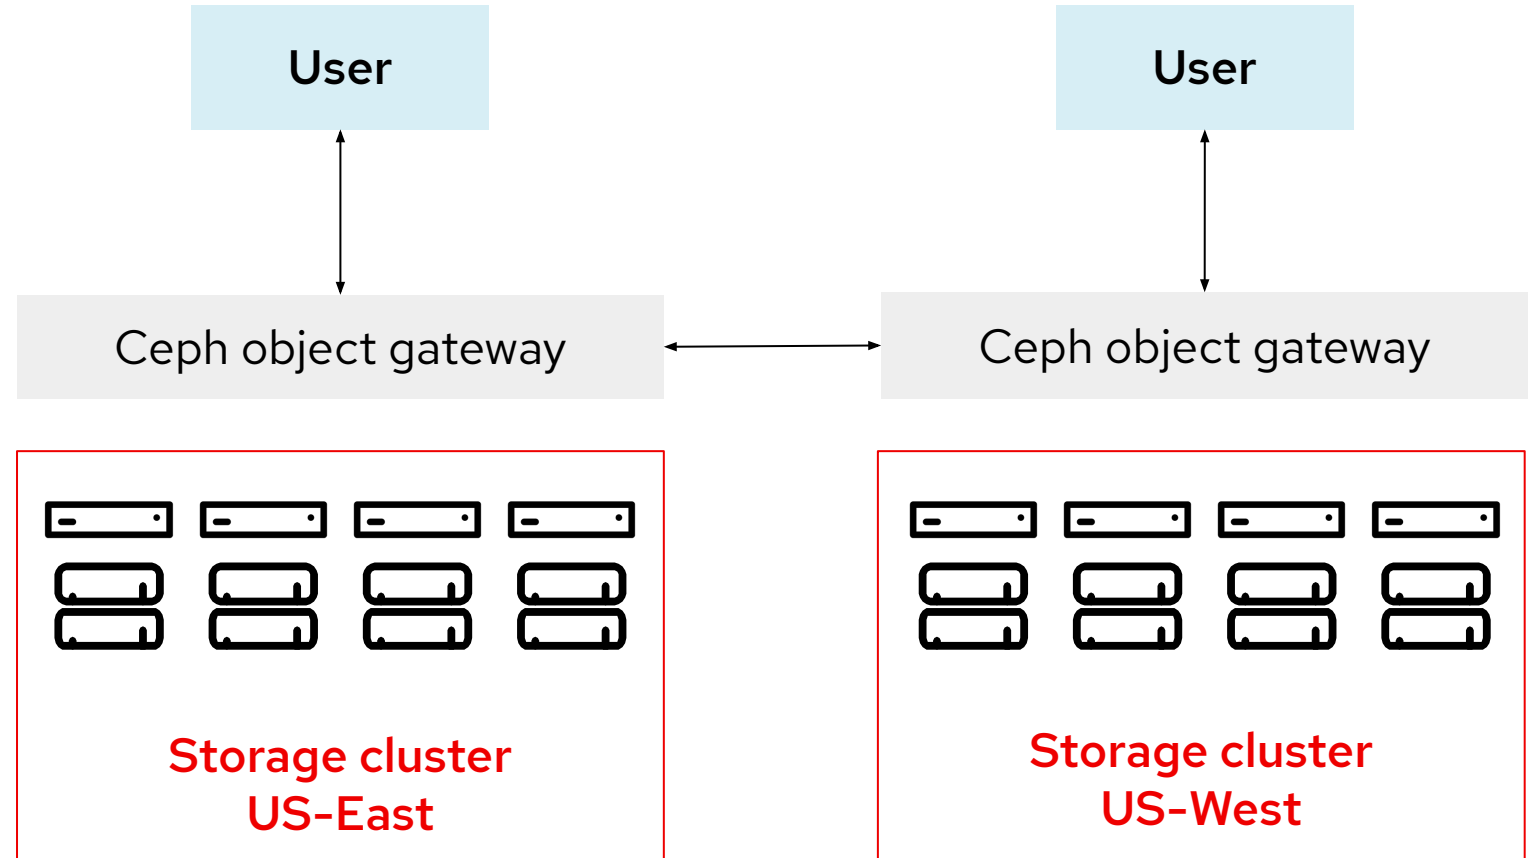 User
User
Ceph object gateway
Ceph object gateway
Storage cluster
US-East
Storage cluster
US-West